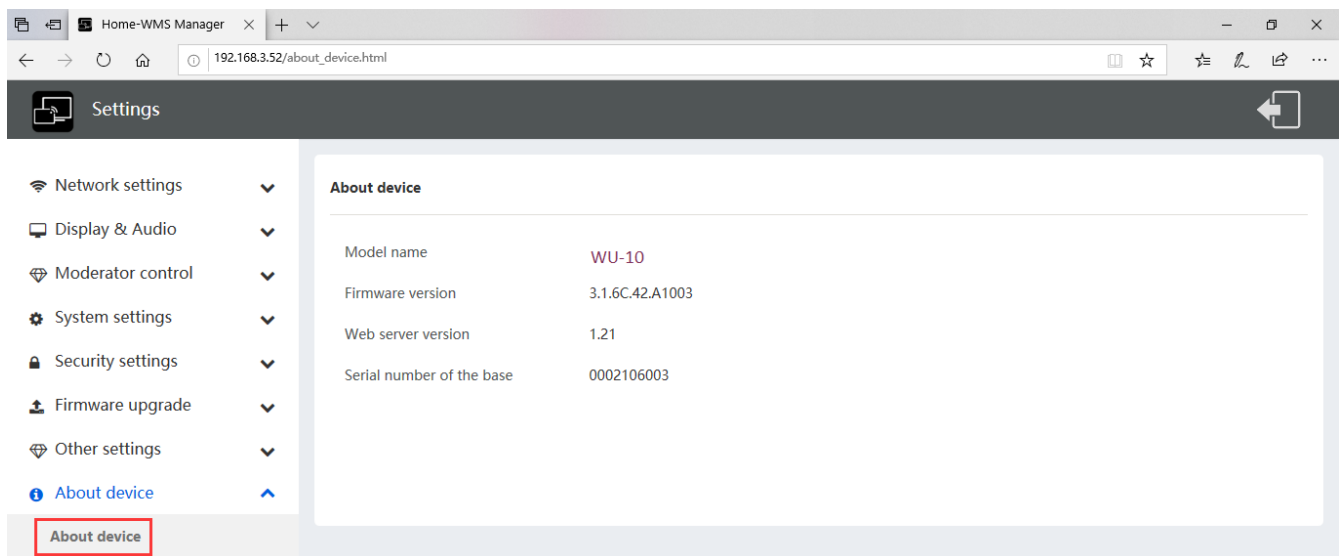 Home-WMS Manager
192.168.3.52/about_device.html
Settings
Network settings
Display & Audio
Moderator control
System settings
Security settings
Firmware upgrade
Other settings
About device
About device
About device
Model name WU-10
Firmware version 3.1.6C.42.A1003
Web server version 1.21
Serial number of the base 0002106003